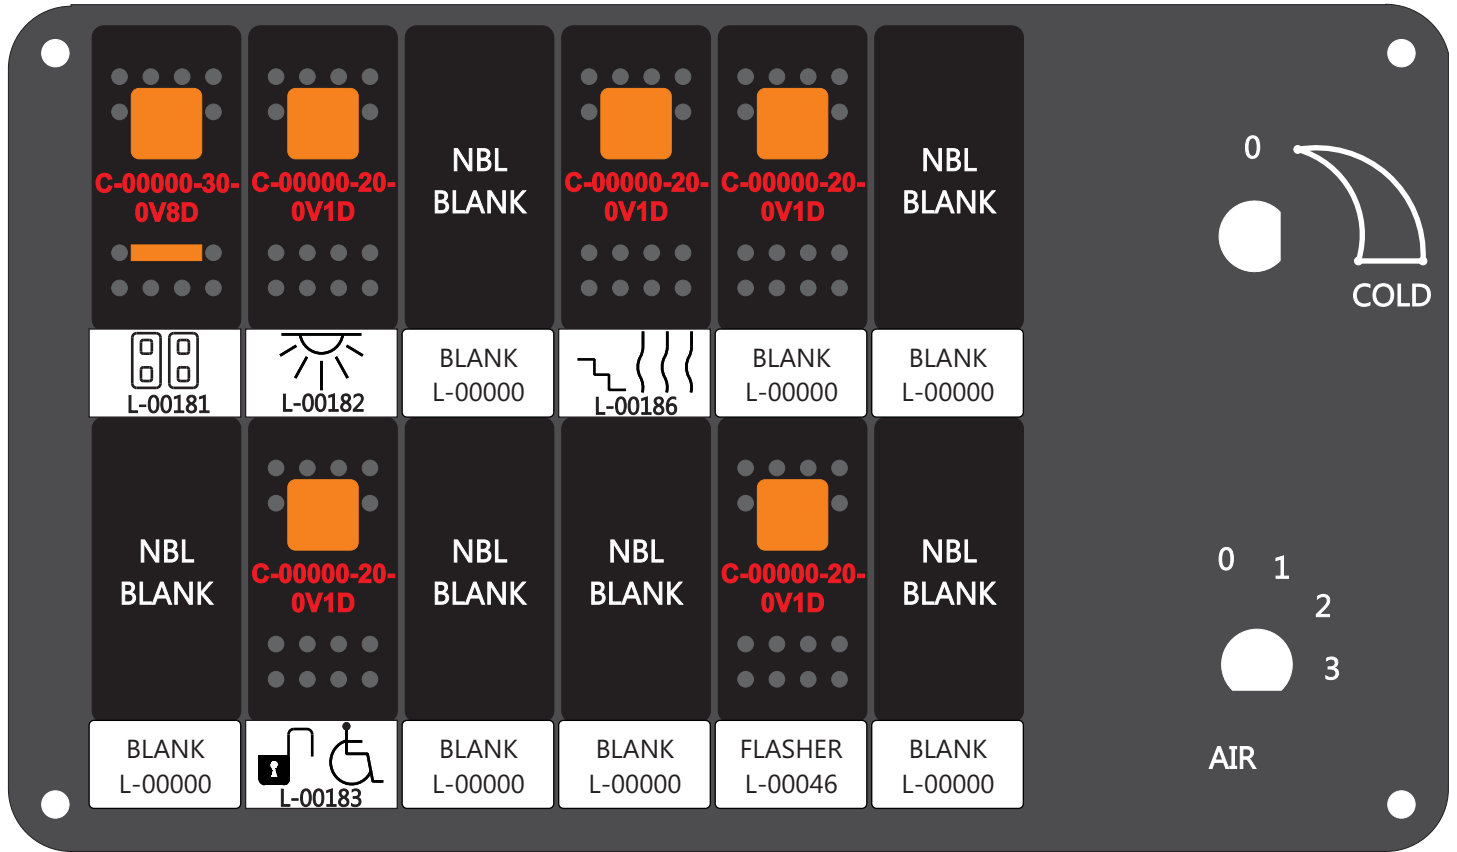 C-00000-30-
0V8D
C-00000-20-
0V1D
NBL
BLANK
C-00000-20-
0V1D
C-00000-20-
0V1D
NBL
BLANK
L-00181
L-00182
BLANK
L-00000
L-00186
BLANK
L-00000
BLANK
L-00000
NBL
BLANK
C-00000-20-
0V1D
NBL
BLANK
NBL
BLANK
C-00000-20-
0V1D
NBL
BLANK
BLANK
L-00000
L-00183
BLANK
L-00000
BLANK
L-00000
FLASHER
L-00046
BLANK
L-00000
0
COLD
0
1
2
3
AIR